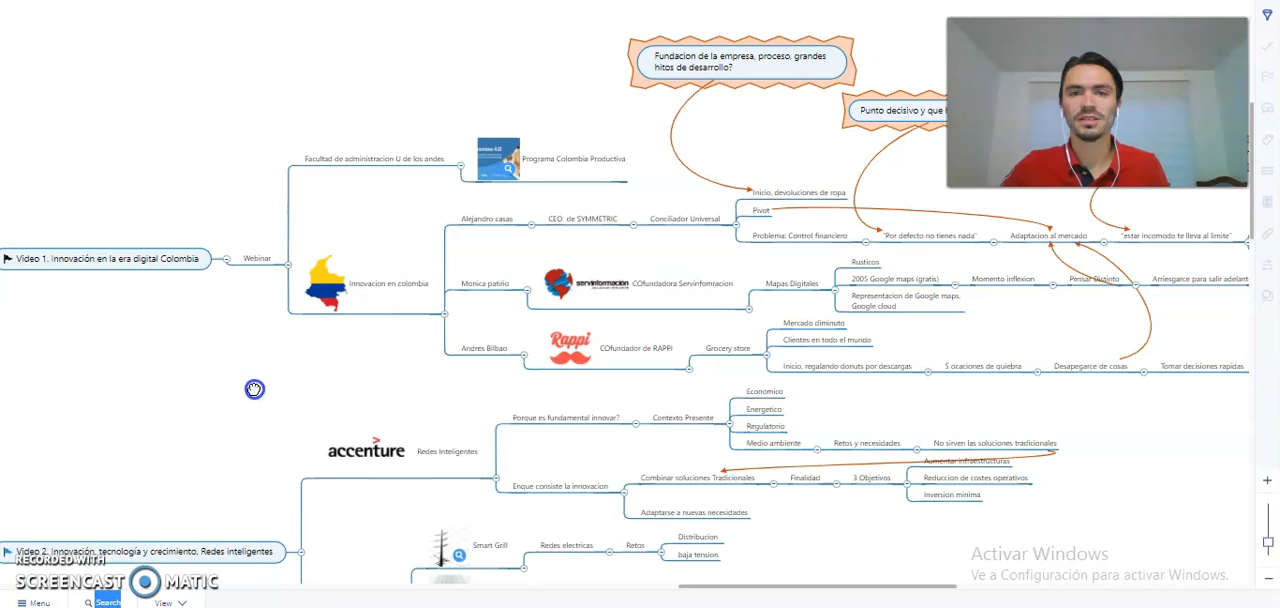 Fundacion de la empresa, proceso, grandes
hitos de desarrollo?
Punto decisivo y que
Facultad de administracion U de los andes
4.0
Programa Colombia Productiva
Inicio, devoluciones de ropa
Pivot
Alejandro casas
CEO de SYMMETRIC
Conciliador Universal
Problema: Control financiero
"Por defecto no tienes nada"
Adaptacion al mercado
"estar incomodo te lleva al limite"
Video 1. Innovación en la era digital Colombia
Webinar
Innovacion en colombia
Monica patiño
servinformacion
COfundadora Servinfomracion
Mapas Digitales
Rusticos
2005 Google maps (gratis)
Momento inflexion
Pensar Distinto
Arriesgarce para salir adelant
Representacion de Google maps,
Google cloud
Andres Bilbao
Rappi
COfundador de RAPPI
Grocery store
Mercado diminuto
Clientes en todo el mundo
Inicio, regalando donuts por descargas
5 ocaciones de quiebra
Desapegarce de cosas
Tomar decisiones rapidas
accenture
Redes Inteligentes
Porque es fundamental innovar?
Contexto Presente
Economico
Energetico
Regulatorio
Medio ambiente
Retos y necesidades
No sirven las soluciones tradicionales
Enque consiste la innovacion
Combinar soluciones Tradicionales
Finalidad
3 Objetivos
Aumentar infraestructuras
Reduccion de costes operativos
Inversion minima
Adaptarse a nuevas necesidades
Video 2. Innovación, tecnología y crecimiento. Redes inteligentes
Smart Grill
Redes electricas
Retos
Distribucion
baja tension
RECORDED WITH
SCREENCAST MATIC
Activar Windows
Ve a Configuración para activar Windows.
Menu
Search
View